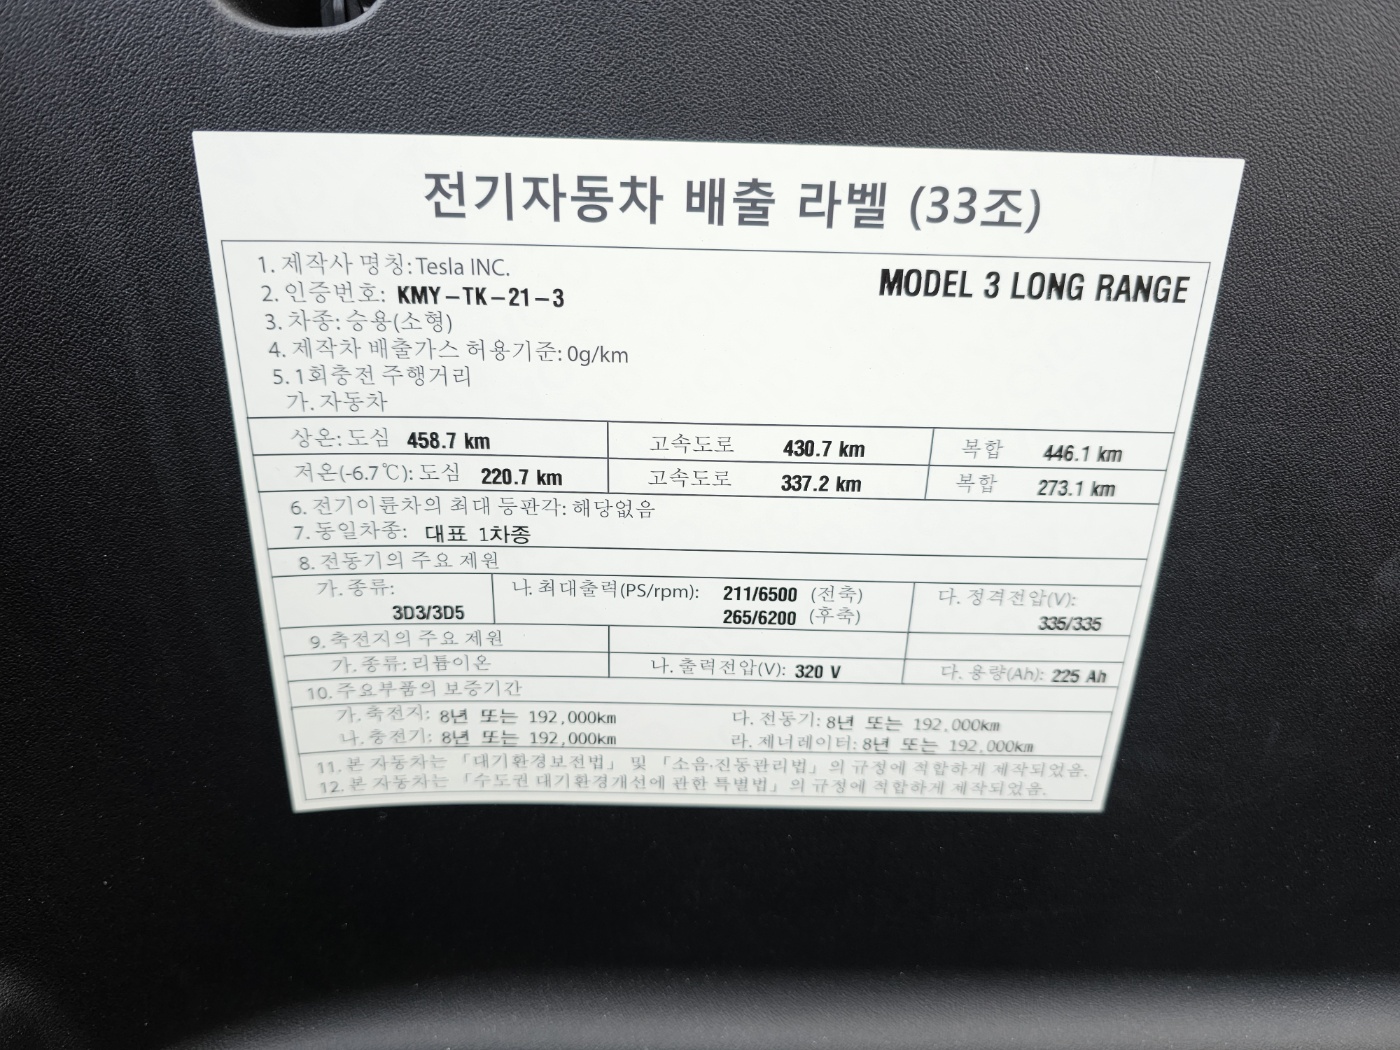 전기자동차 배출 라벨 (33조)
1. 제작사 명칭: Tesla INC.
MODEL 3 LONG RANGE
2. 인증번호: KMY-TK-21-3
3. 차종: 승용(소형)
4. 제작차 배출가스 허용기준: 0g/km
5. 1회충전 주행거리
가. 자동차
상온: 도심 458.7 km 고속도로 430.7 km 복합 446.1 km
저온(-6.7℃): 도심 220.7 km 고속도로 337.2 km 복합 273.1 km
6. 전기이륜차의 최대 등판각: 해당없음
7. 동일차종: 대표 1차종
8. 전동기의 주요 제원
가. 종류: 나. 최대출력(PS/rpm): 211/6500 (전축) 다. 정격전압(V):
3D3/3D5 265/6200 (후축) 335/335
9. 축전지의 주요 제원
가. 종류: 리튬이온 나. 출력전압(V): 320 V 다. 용량(Ah): 225 Ah
10. 주요부품의 보증기간
가. 축전지: 8년 또는 192,000km 다. 전동기: 8년 또는 192,000km
나. 충전기: 8년 또는 192,000km 라. 제너레이터: 8년 또는 192,000km
11. 본 자동차는 「대기환경보전법」 및 「소음·진동관리법」의 규정에 적합하게 제작되었음.
12. 본 자동차는 「수도권 대기환경개선에 관한 특별법」의 규정에 적합하게 제작되었음.